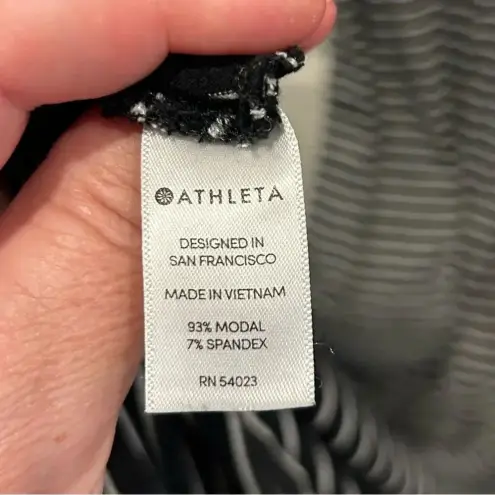 ATHLETA
DESIGNED IN
SAN FRANCISCO
MADE IN VIETNAM
93% MODAL
7% SPANDEX
RN 54023